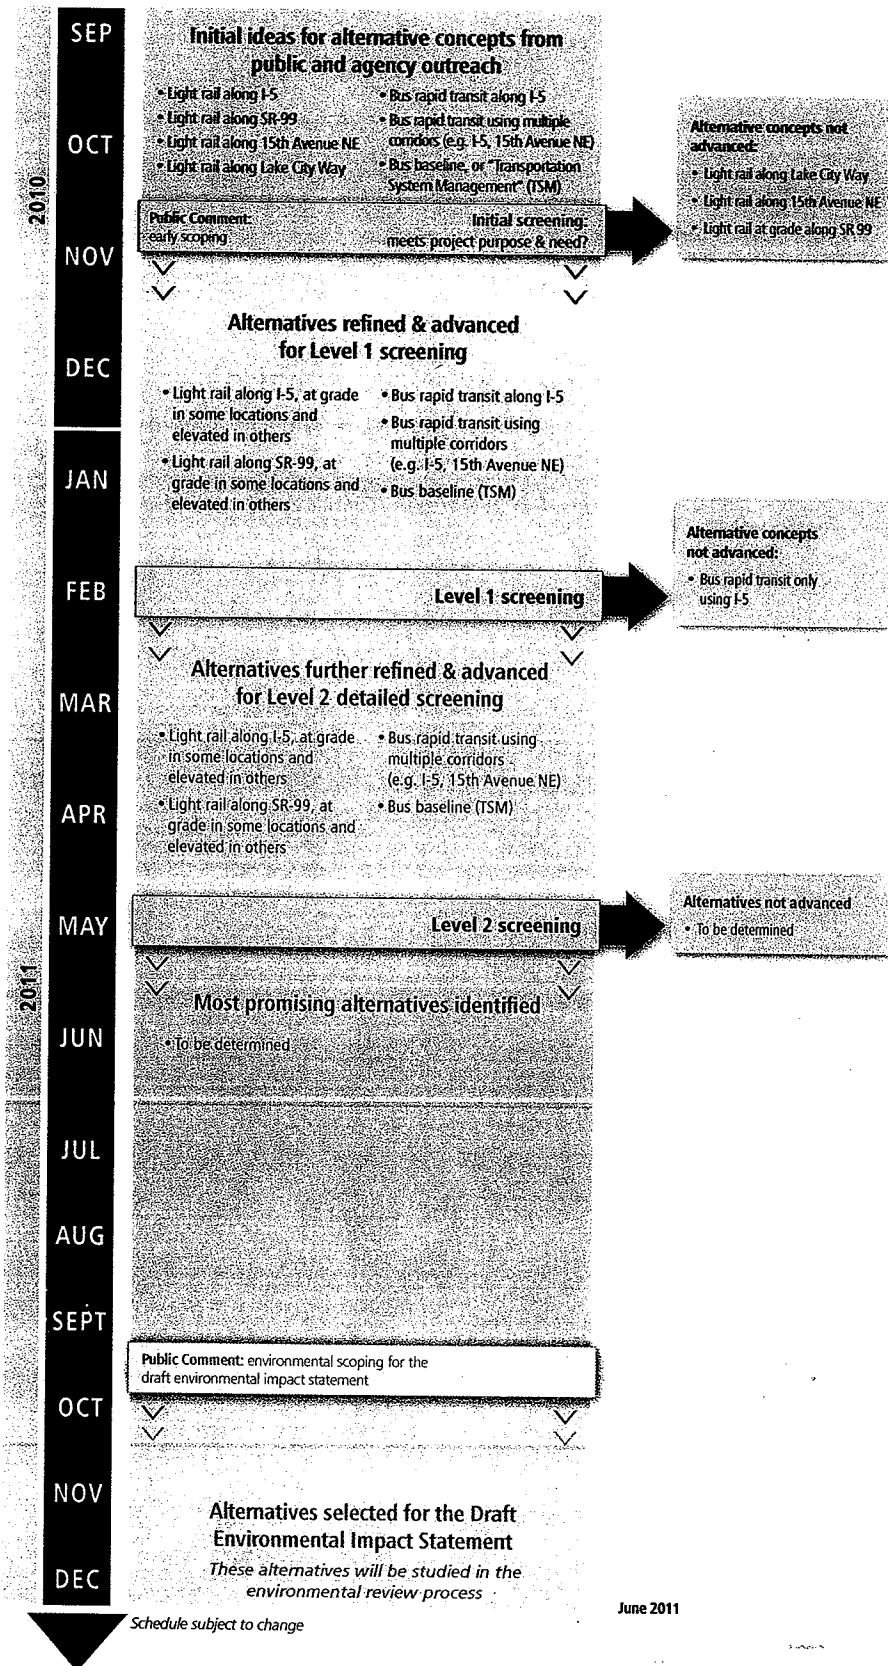 2010
SEP
OCT
NOV
DEC
2011
JAN
FEB
MAR
APR
MAY
JUN
JUL
AUG
SEPT
OCT
NOV
DEC
Initial ideas for alternative concepts from
public and agency outreach
• Light rail along I-5
• Light rail along SR-99
• Light rail along 15th Avenue NE
• Light rail along Lake City Way
• Bus rapid transit along I-5
• Bus rapid transit using multiple
corridors (e.g. I-5, 15th Avenue NE)
• Bus baseline, or "Transportation
System Management" (TSM)
Public Comment:
early scoping
Initial screening:
meets project purpose & need?
Alternative concepts not
advanced:
• Light rail along Lake City Way
• Light rail along 15th Avenue NE
• Light rail at grade along SR 99
Alternatives refined & advanced
for Level 1 screening
• Light rail along I-5, at grade
in some locations and
elevated in others
• Light rail along SR-99, at
grade in some locations and
elevated in others
• Bus rapid transit along I-5
• Bus rapid transit using
multiple corridors
(e.g. I-5, 15th Avenue NE)
• Bus baseline (TSM)
Level 1 screening
Alternative concepts
not advanced:
• Bus rapid transit only
using I-5
Alternatives further refined & advanced
for Level 2 detailed screening
• Light rail along I-5, at grade
in some locations and
elevated in others
• Light rail along SR-99, at
grade in some locations and
elevated in others
• Bus rapid transit using
multiple corridors
(e.g. I-5, 15th Avenue NE)
• Bus baseline (TSM)
Level 2 screening
Alternatives not advanced
• To be determined
Most promising alternatives identified
• To be determined
Public Comment: environmental scoping for the
draft environmental impact statement
Alternatives selected for the Draft
Environmental Impact Statement
These alternatives will be studied in the
environmental review process
Schedule subject to change
June 2011